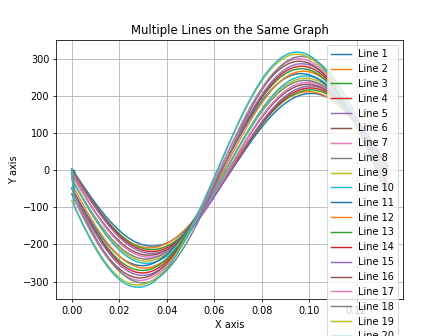 Multiple Lines on the Same Graph
300
200
100
0
−100
−200
−300
Y axis
0.00
0.02
0.04
0.06
0.08
0.10
X axis
Line 1
Line 2
Line 3
Line 4
Line 5
Line 6
Line 7
Line 8
Line 9
Line 10
Line 11
Line 12
Line 13
Line 14
Line 15
Line 16
Line 17
Line 18
Line 19
Line 20